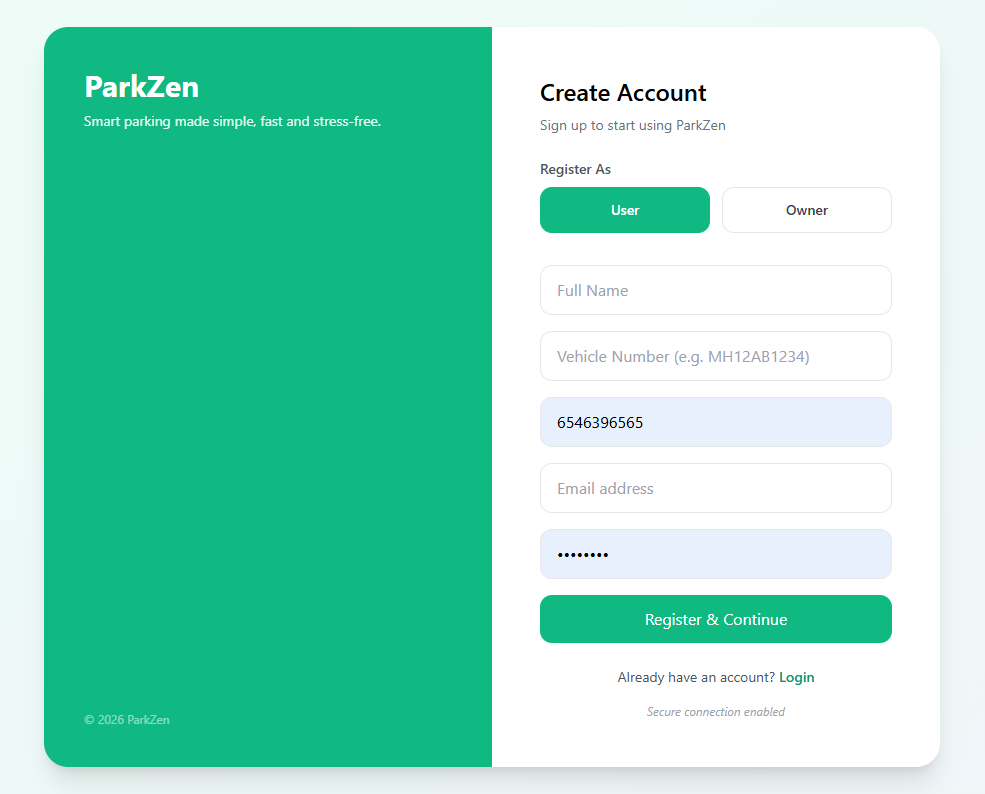 ParkZen
Smart parking made simple, fast and stress-free.
© 2026 ParkZen
Create Account
Sign up to start using ParkZen
Register As
User
Owner
Full Name
Vehicle Number (e.g. MH12AB1234)
6546396565
Email address
••••••••
Register & Continue
Already have an account? Login
Secure connection enabled